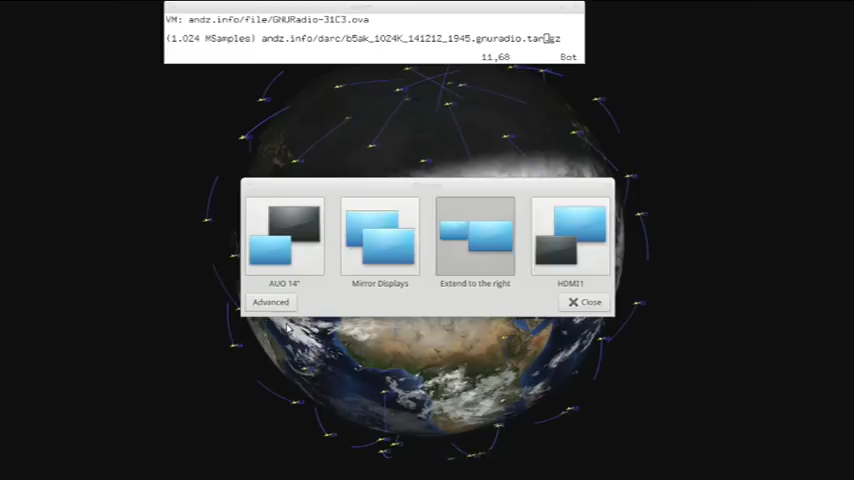 VM: andz.info/file/GNURadio-31C3.ova
(1.024 MSamples) andz.info/darc/b5ak_1024K_141212_1945.gnuradio.tar.gz
11,68 Bot
AUO 14" Mirror Displays Extend to the right HDMI1
Advanced Close